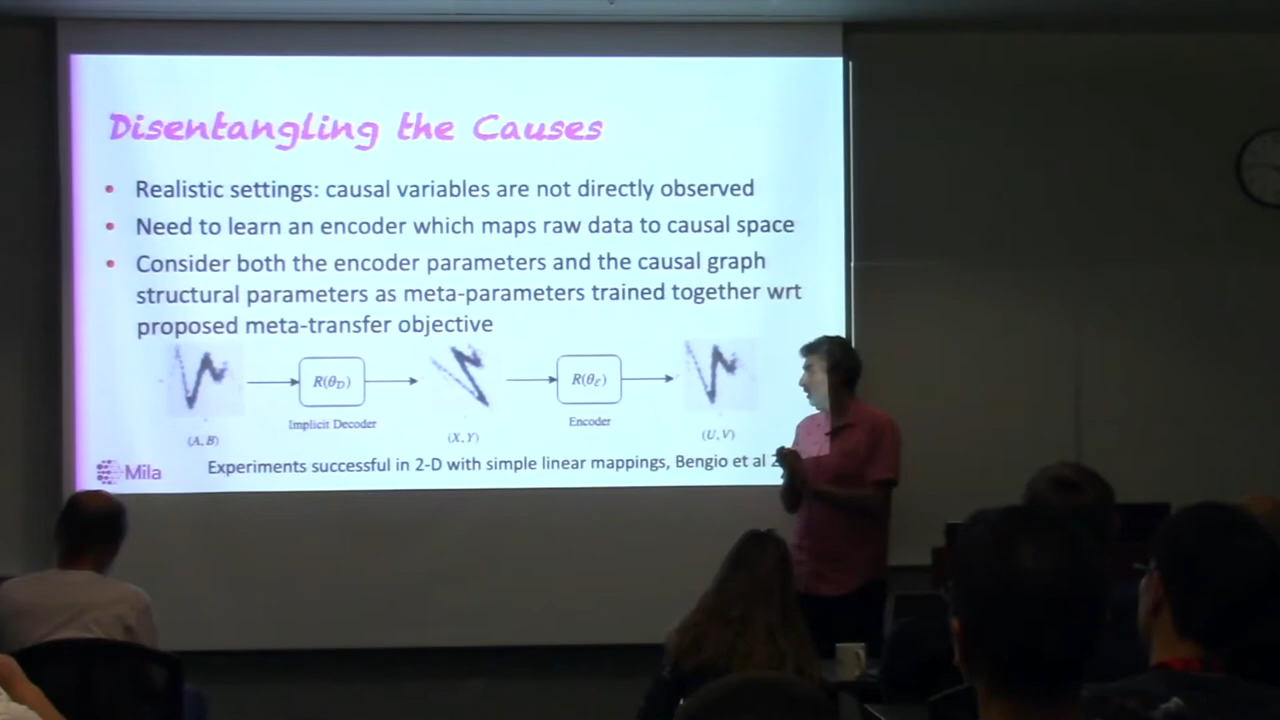 Disentangling the Causes
• Realistic settings: causal variables are not directly observed
• Need to learn an encoder which maps raw data to causal space
• Consider both the encoder parameters and the causal graph
structural parameters as meta-parameters trained together wrt
proposed meta-transfer objective
R(θ_D)
R(θ_E)
Implicit Decoder
Encoder
(A, B)
(X, Y)
(U, V)
Mila
Experiments successful in 2-D with simple linear mappings, Bengio et al